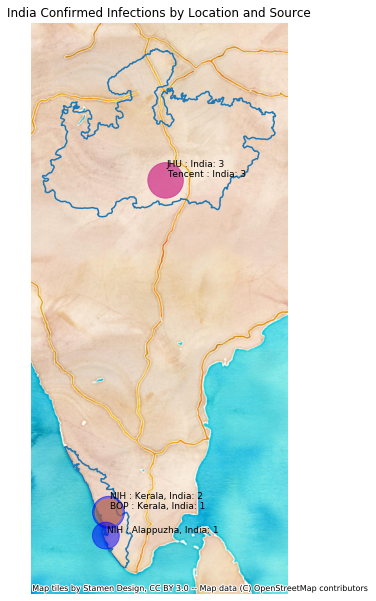 India Confirmed Infections by Location and Source
JHU : India: 3
Tencent : India: 3
NIH : Kerala, India: 2
BOP : Kerala, India: 1
NIH : Alappuzha, India: 1
Map tiles by Stamen Design, CC BY 3.0 -- Map data (C) OpenStreetMap contributors